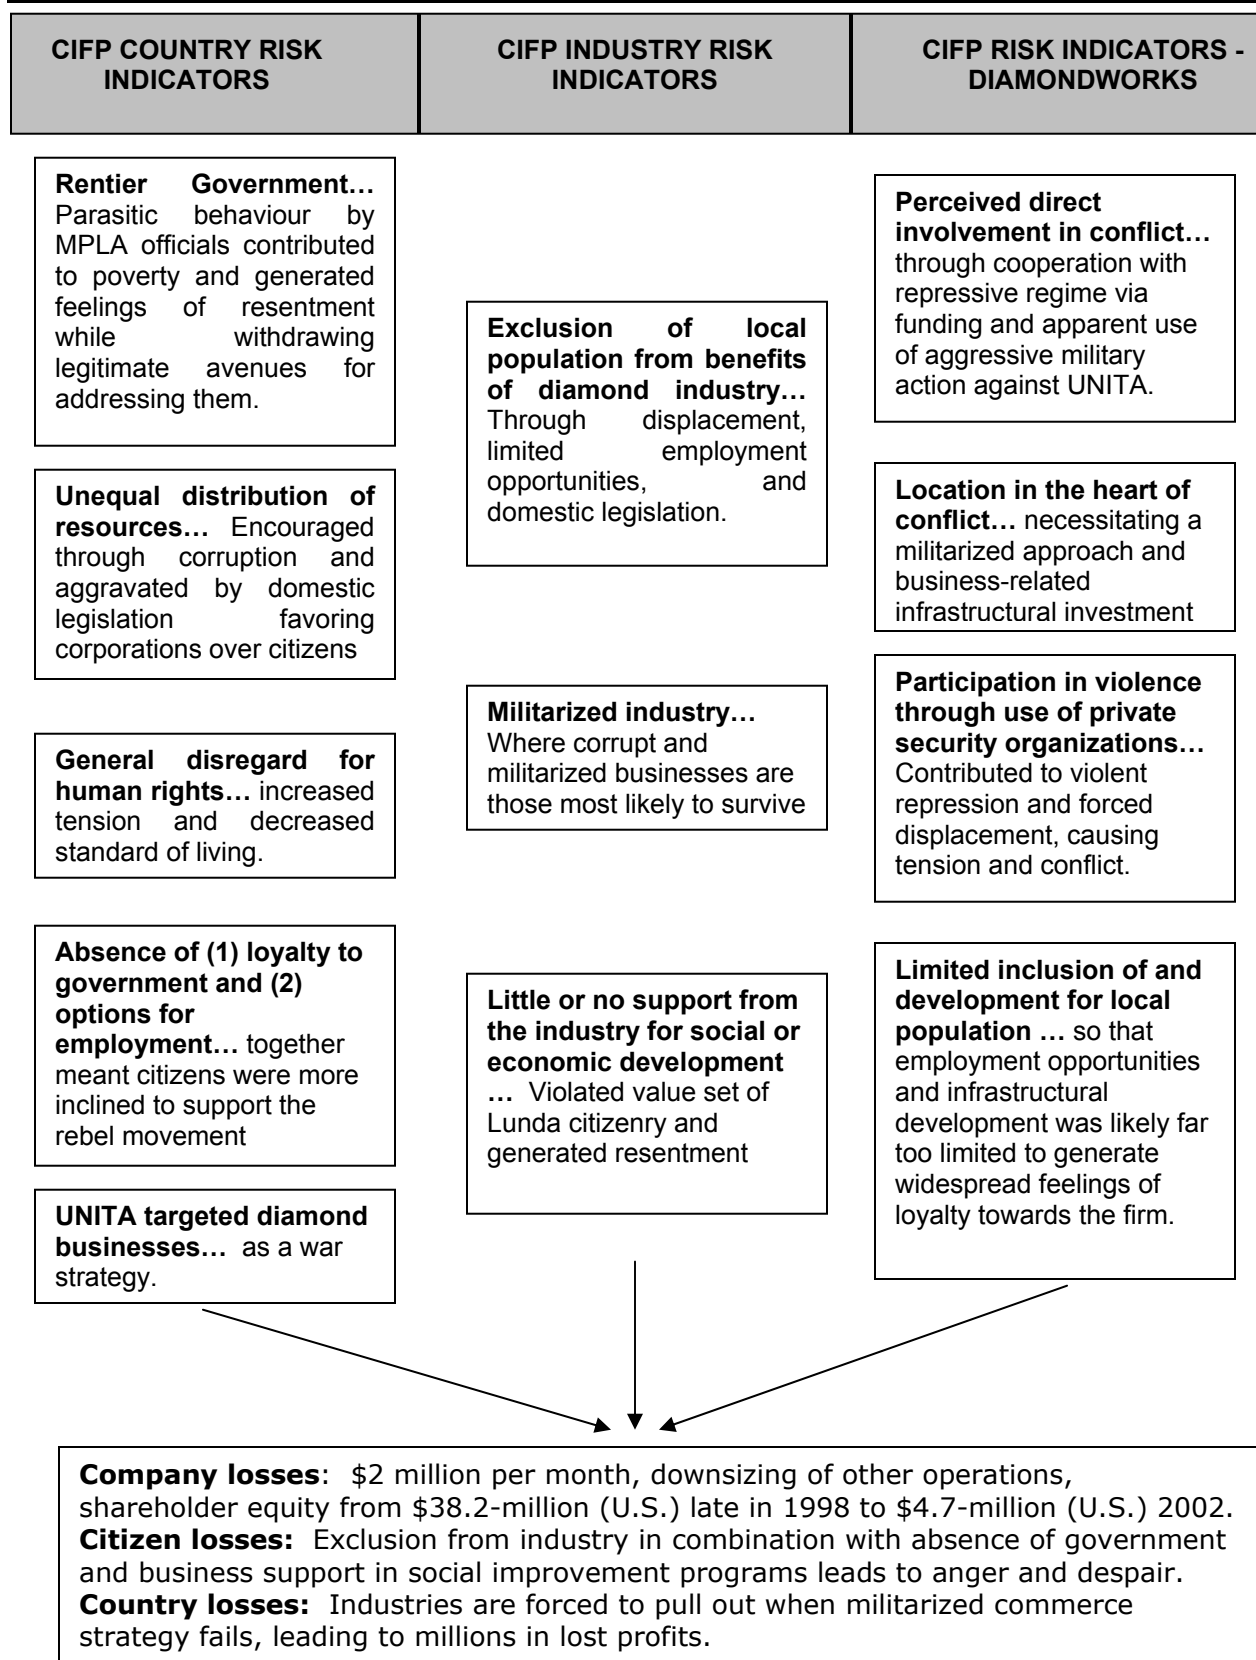 CIFP COUNTRY RISK
INDICATORS
CIFP INDUSTRY RISK
INDICATORS
CIFP RISK INDICATORS -
DIAMONDWORKS
Rentier Government…
Parasitic behaviour by
MPLA officials contributed
to poverty and generated
feelings of resentment
while withdrawing
legitimate avenues for
addressing them.
Unequal distribution of
resources… Encouraged
through corruption and
aggravated by domestic
legislation favoring
corporations over citizens
General disregard for
human rights… increased
tension and decreased
standard of living.
Absence of (1) loyalty to
government and (2)
options for
employment… together
meant citizens were more
inclined to support the
rebel movement
UNITA targeted diamond
businesses… as a war
strategy.
Exclusion of local
population from benefits
of diamond industry…
Through displacement,
limited employment
opportunities, and
domestic legislation.
Militarized industry…
Where corrupt and
militarized businesses are
those most likely to survive
Little or no support from
the industry for social or
economic development
… Violated value set of
Lunda citizenry and
generated resentment
Perceived direct
involvement in conflict…
through cooperation with
repressive regime via
funding and apparent use
of aggressive military
action against UNITA.
Location in the heart of
conflict… necessitating a
militarized approach and
business-related
infrastructural investment
Participation in violence
through use of private
security organizations…
Contributed to violent
repression and forced
displacement, causing
tension and conflict.
Limited inclusion of and
development for local
population … so that
employment opportunities
and infrastructural
development was likely far
too limited to generate
widespread feelings of
loyalty towards the firm.
Company losses: $2 million per month, downsizing of other operations,
shareholder equity from $38.2-million (U.S.) late in 1998 to $4.7-million (U.S.) 2002.
Citizen losses: Exclusion from industry in combination with absence of government
and business support in social improvement programs leads to anger and despair.
Country losses: Industries are forced to pull out when militarized commerce
strategy fails, leading to millions in lost profits.